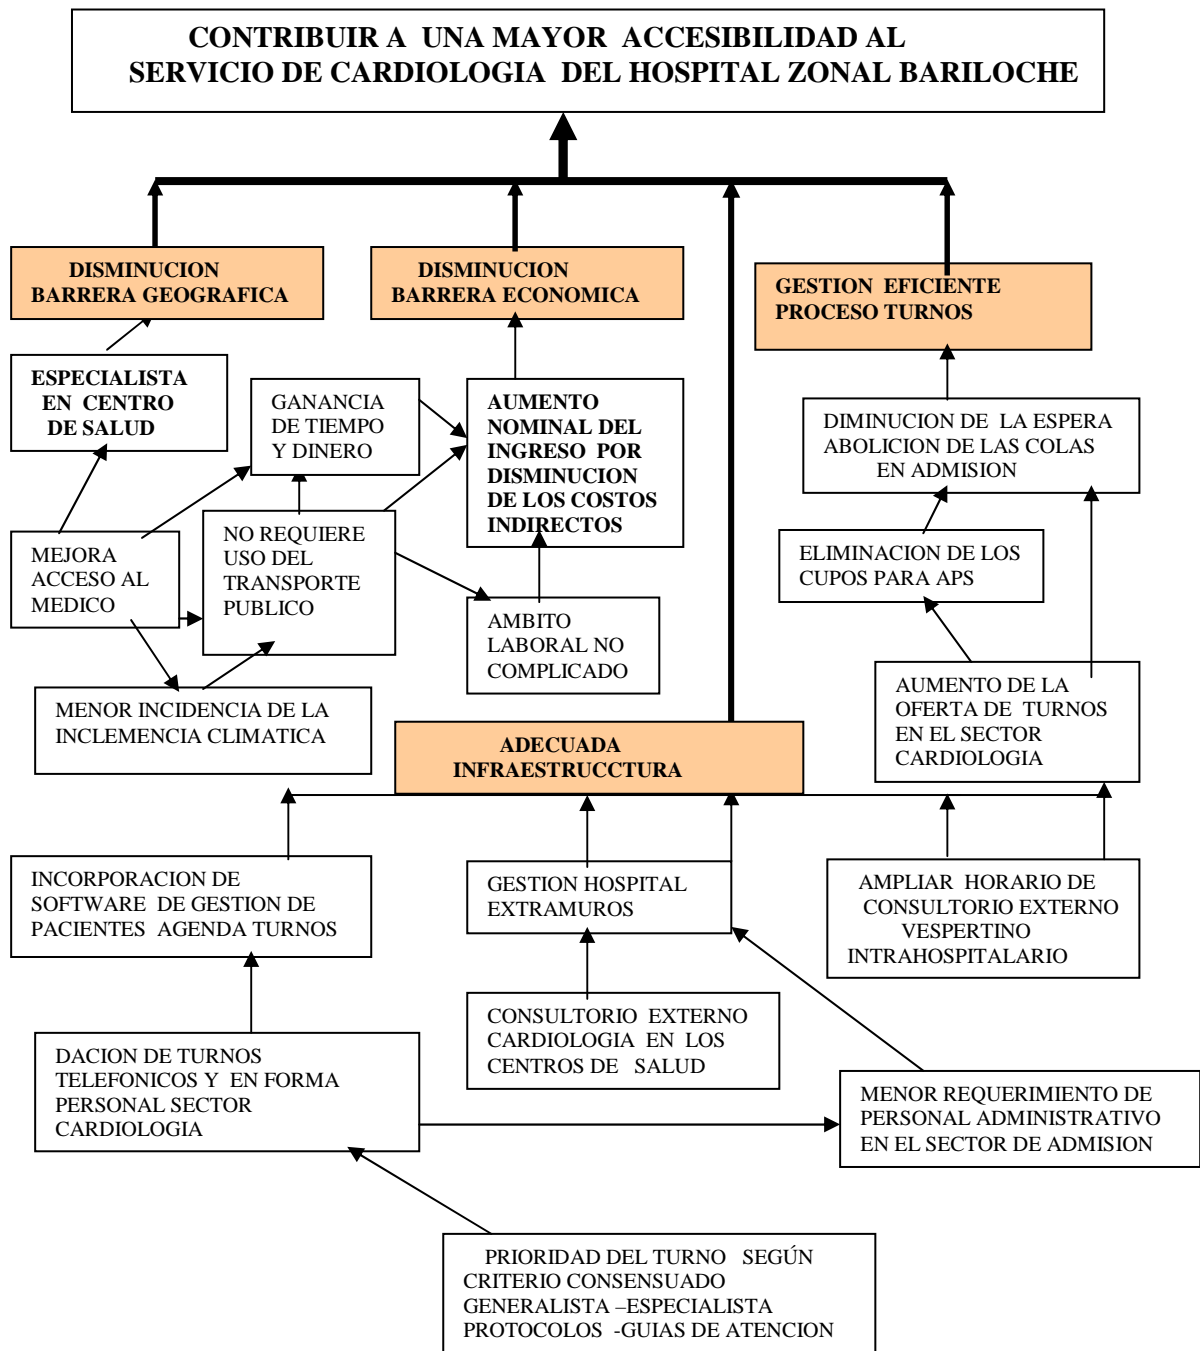 CONTRIBUIR A UNA MAYOR ACCESIBILIDAD AL
SERVICIO DE CARDIOLOGIA DEL HOSPITAL ZONAL BARILOCHE
DISMINUCION
BARRERA GEOGRAFICA
DISMINUCION
BARRERA ECONOMICA
GESTION EFICIENTE
PROCESO TURNOS
ESPECIALISTA
EN CENTRO
DE SALUD
GANANCIA
DE TIEMPO
Y DINERO
AUMENTO
NOMINAL DEL
INGRESO POR
DISMINUCION
DE LOS COSTOS
INDIRECTOS
DIMINUCION DE LA ESPERA
ABOLICION DE LAS COLAS
EN ADMISION
MEJORA
ACCESO AL
MEDICO
NO REQUIERE
USO DEL
TRANSPORTE
PUBLICO
ELIMINACION DE LOS
CUPOS PARA APS
AMBITO
LABORAL NO
COMPLICADO
MENOR INCIDENCIA DE LA
INCLEMENCIA CLIMATICA
AUMENTO DE LA
OFERTA DE TURNOS
EN EL SECTOR
CARDIOLOGIA
ADECUADA
INFRAESTRUCCTURA
INCORPORACION DE
SOFTWARE DE GESTION DE
PACIENTES AGENDA TURNOS
GESTION HOSPITAL
EXTRAMUROS
AMPLIAR HORARIO DE
CONSULTORIO EXTERNO
VESPERTINO
INTRAHOSPITALARIO
CONSULTORIO EXTERNO
CARDIOLOGIA EN LOS
CENTROS DE SALUD
DACION DE TURNOS
TELEFONICOS Y EN FORMA
PERSONAL SECTOR
CARDIOLOGIA
MENOR REQUERIMIENTO DE
PERSONAL ADMINISTRATIVO
EN EL SECTOR DE ADMISION
PRIORIDAD DEL TURNO SEGÚN
CRITERIO CONSENSUADO
GENERALISTA –ESPECIALISTA
PROTOCOLOS -GUIAS DE ATENCION